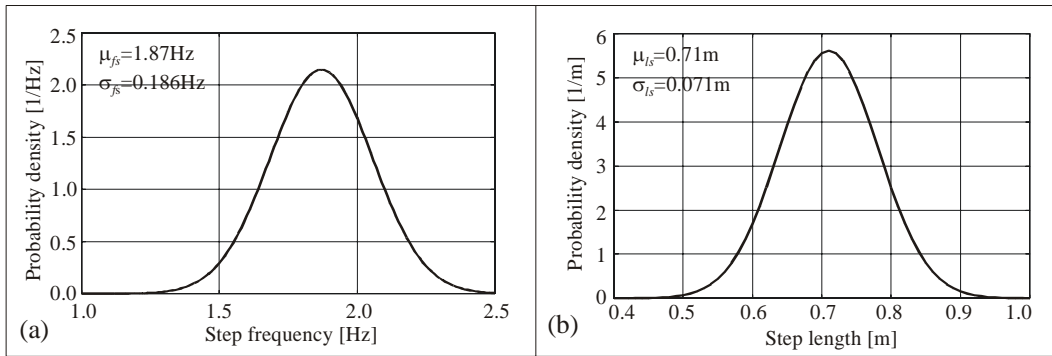 μfs=1.87Hz
σfs=0.186Hz
Probability density [1/Hz]
2.5
2.0
1.5
1.0
0.5
0.0
1.0 1.5 2.0 2.5
Step frequency [Hz]
(a)
μls=0.71m
σls=0.071m
Probability density [1/m]
6
5
4
3
2
1
0
0.4 0.5 0.6 0.7 0.8 0.9 1.0
Step length [m]
(b)